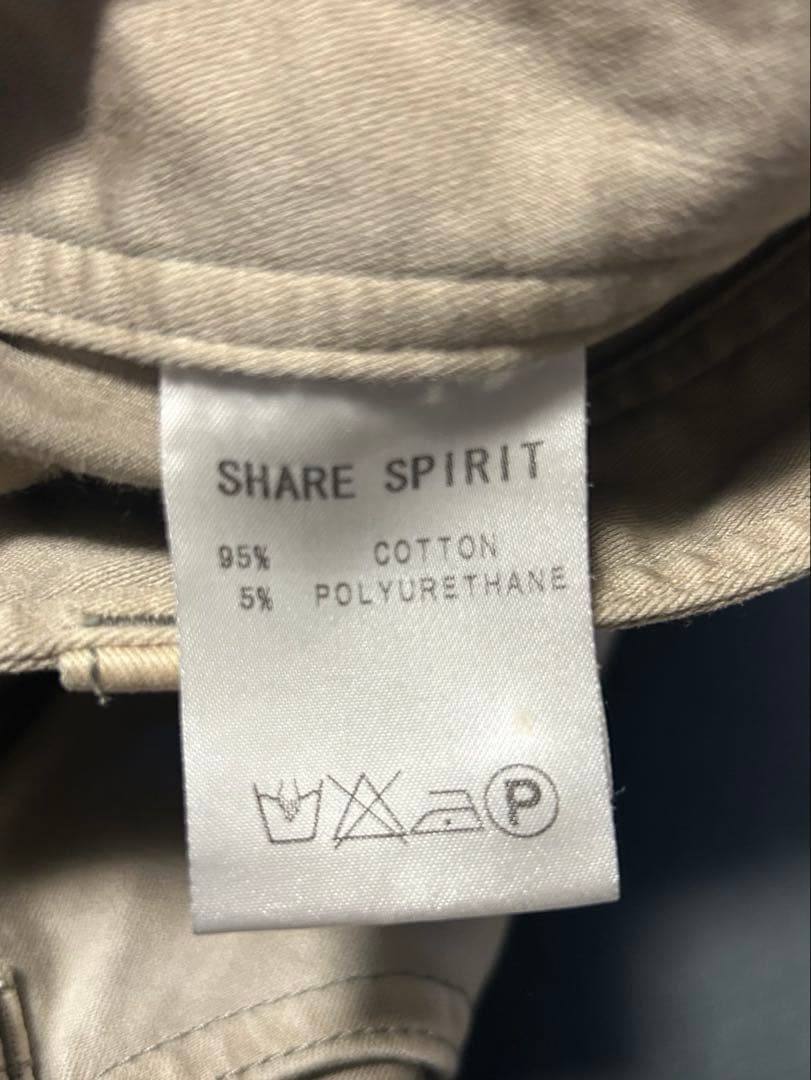 SHARE SPIRIT
95% COTTON
5% POLYURETHANE
P